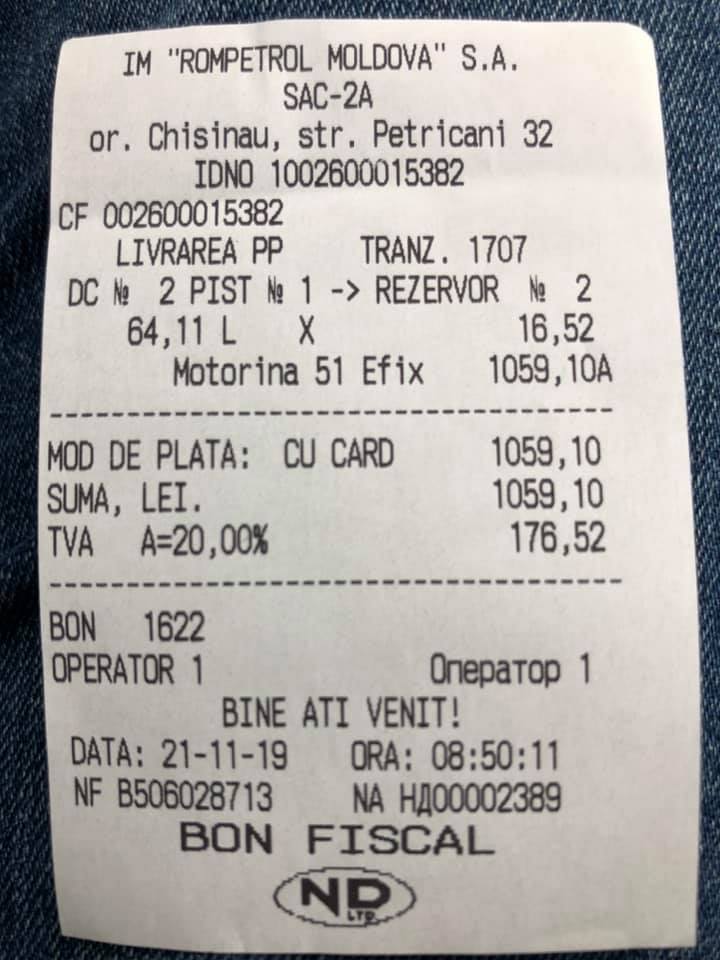 IM "ROMPETROL MOLDOVA" S.A.
SAC-2A
or. Chisinau, str. Petricani 32
IDNO 1002600015382
CF 002600015382
LIVRAREA PP TRANZ. 1707
DC № 2 PIST № 1 -> REZERVOR № 2
64,11 L X 16,52
Motorina 51 Efix 1059,10A
MOD DE PLATA: CU CARD 1059,10
SUMA, LEI. 1059,10
TVA A=20,00% 176,52
BON 1622
OPERATOR 1 Оператор 1
BINE ATI VENIT!
DATA: 21-11-19 ORA: 08:50:11
NF B506028713 NA НД00002389
BON FISCAL
ND
LTD